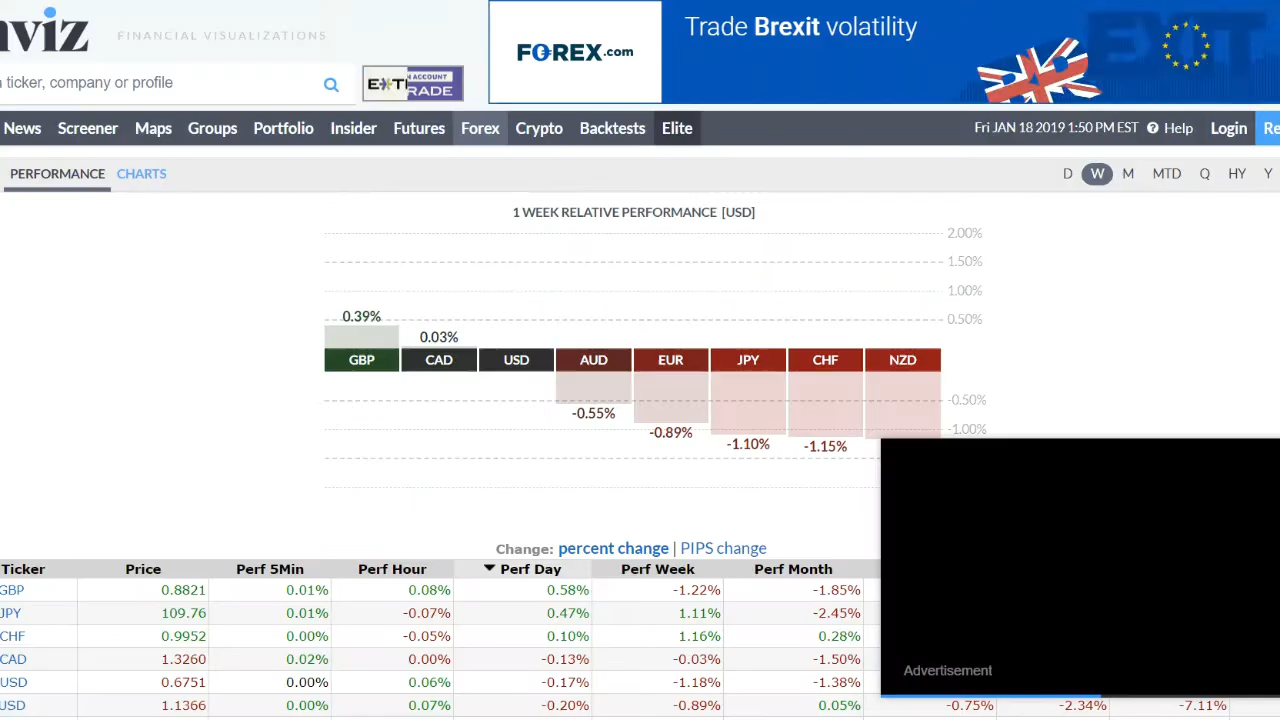 nviz FINANCIAL VISUALIZATIONS
FOREX.com
Trade Brexit volatility
EXIT
ticker, company or profile
N ACCOUNT
TRADE
News Screener Maps Groups Portfolio Insider Futures Forex Crypto Backtests Elite Fri JAN 18 2019 1:50 PM EST ? Help Login Re
PERFORMANCE CHARTS D W M MTD Q HY Y
1 WEEK RELATIVE PERFORMANCE [USD]
2.00%
1.50%
1.00%
0.50%
0.39%
0.03%
GBP CAD USD AUD EUR JPY CHF NZD
-0.50%
-0.55%
-1.00%
-0.89%
-1.10%
-1.15%
Change: percent change | PIPS change
Ticker Price Perf 5Min Perf Hour Perf Day Perf Week Perf Month
GBP 0.8821 0.01% 0.08% 0.58% -1.22% -1.85%
JPY 109.76 0.01% -0.07% 0.47% 1.11% -2.45%
CHF 0.9952 0.00% -0.05% 0.10% 1.16% 0.28%
CAD 1.3260 0.02% 0.00% -0.13% -0.03% -1.50%
USD 0.6751 0.00% 0.06% -0.17% -1.18% -1.38%
USD 1.1366 0.00% 0.07% -0.20% -0.89% 0.05% -0.75% -2.34% -7.11%
Advertisement